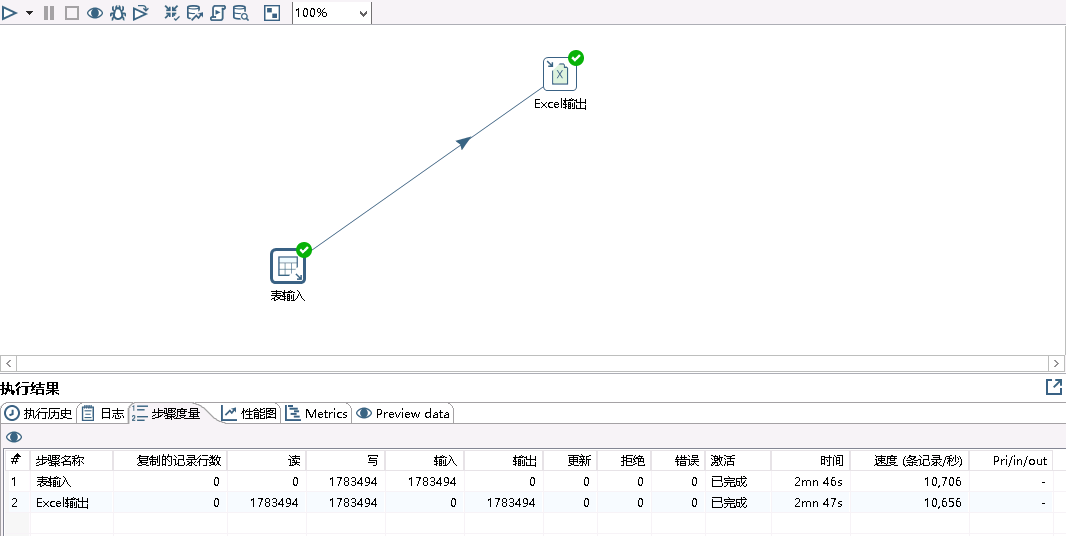 100%
Excel输出
表输入
执行结果
执行历史 日志 步骤度量 性能图 Metrics Preview data
# 步骤名称 复制的记录行数 读 写 输入 输出 更新 拒绝 错误 激活 时间 速度 (条记录/秒) Pri/in/out
1 表输入 0 0 1783494 1783494 0 0 0 0 已完成 2mn 46s 10,706 -
2 Excel输出 0 1783494 1783494 0 1783494 0 0 0 已完成 2mn 47s 10,656 -